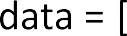 data = [